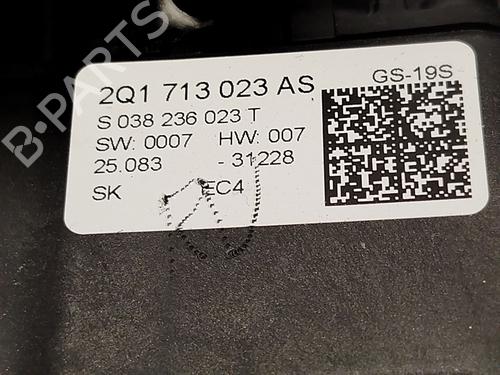 B-PARTS
2Q1 713 023 AS
GS-19S
S 038 236 023 T
SW: 0007 HW: 007
25.083 - 31228
SK EC4